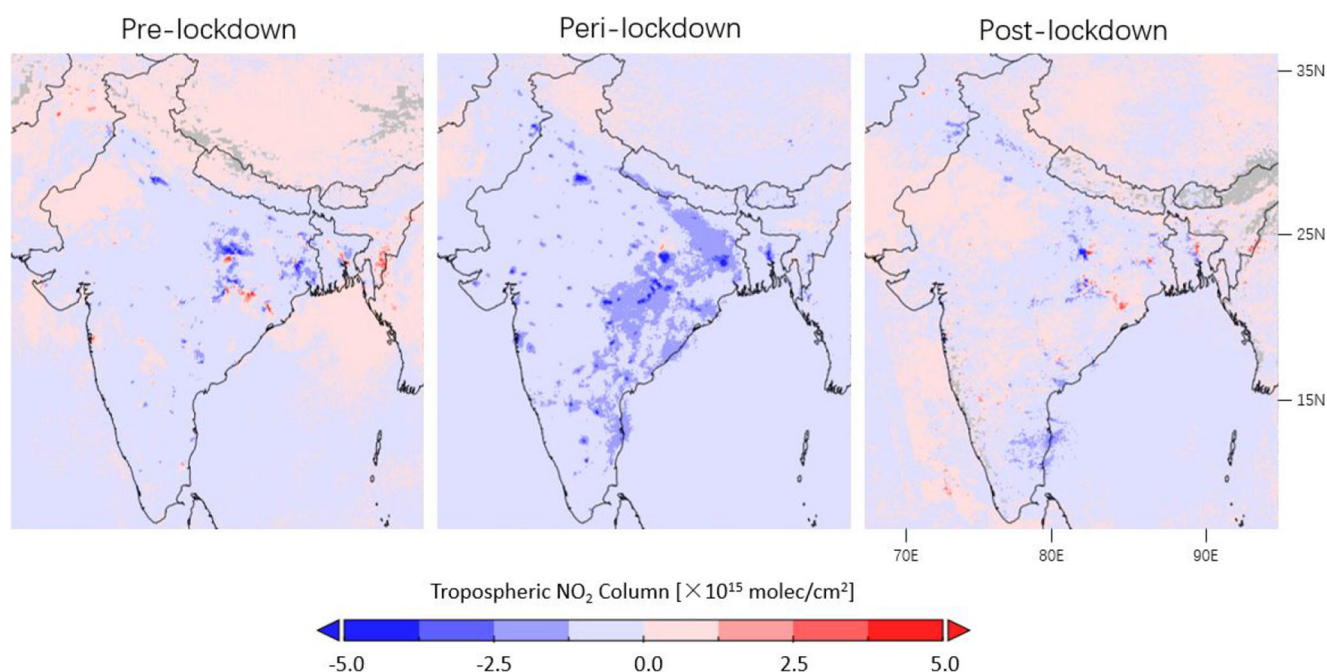 Pre-lockdown
Peri-lockdown
Post-lockdown
35N
25N
15N
70E 80E 90E
Tropospheric NO₂ Column [×10¹⁵ molec/cm²]
-5.0 -2.5 0.0 2.5 5.0